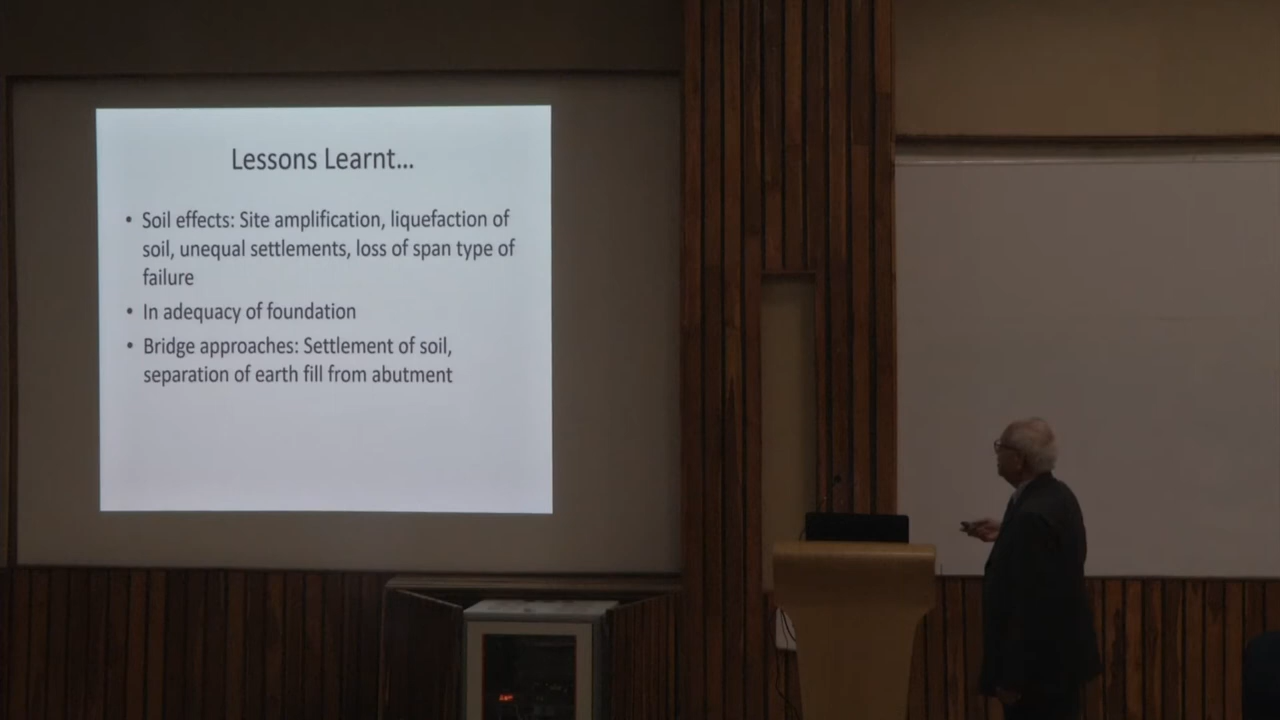 Lessons Learnt...
• Soil effects: Site amplification, liquefaction of
soil, unequal settlements, loss of span type of
failure
• In adequacy of foundation
• Bridge approaches: Settlement of soil,
separation of earth fill from abutment